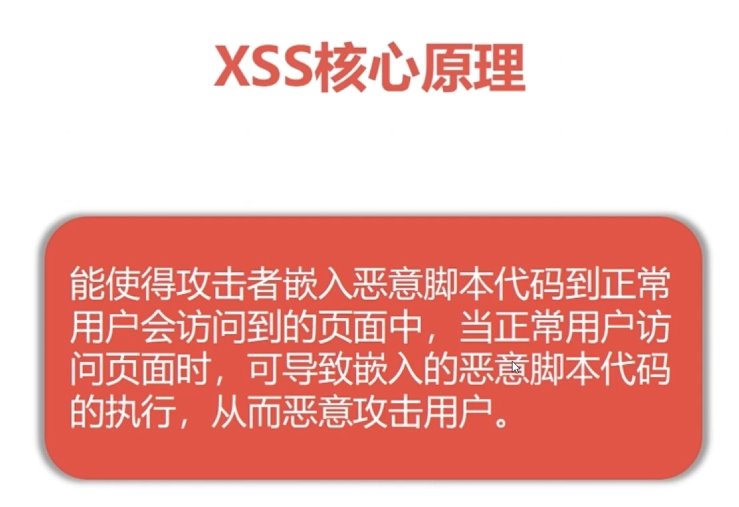 XSS核心原理
能使得攻击者嵌入恶意脚本代码到正常
用户会访问到的页面中，当正常用户访
问页面时，可导致嵌入的恶意脚本代码
的执行，从而恶意攻击用户。